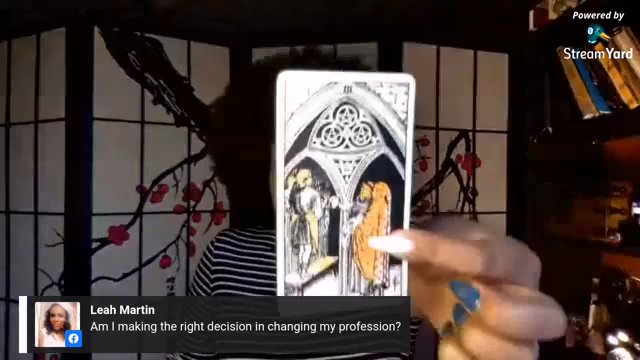 Powered by
StreamYard
III
Leah Martin
Am I making the right decision in changing my profession?